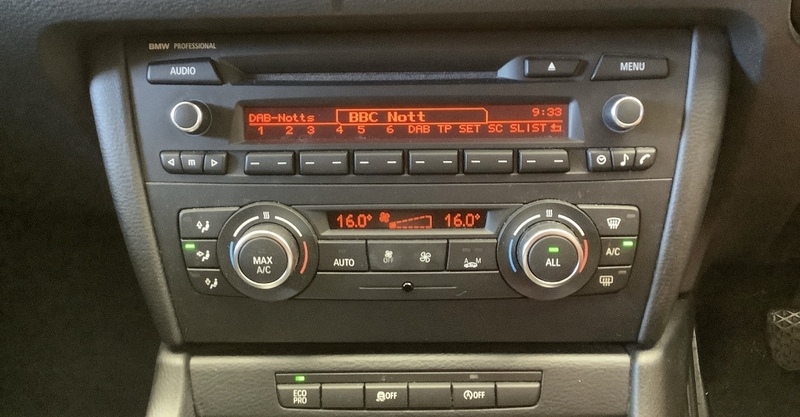 BMW PROFESSIONAL
AUDIO
MENU
DAB-Notts BBC Nott 9:33
1 2 3 4 5 6 DAB TP SET SC SLIST
m
16.0° 16.0°
MAX
A/C
AUTO
OFF
A M
ALL
A/C
ECO
PRO
OFF
OFF